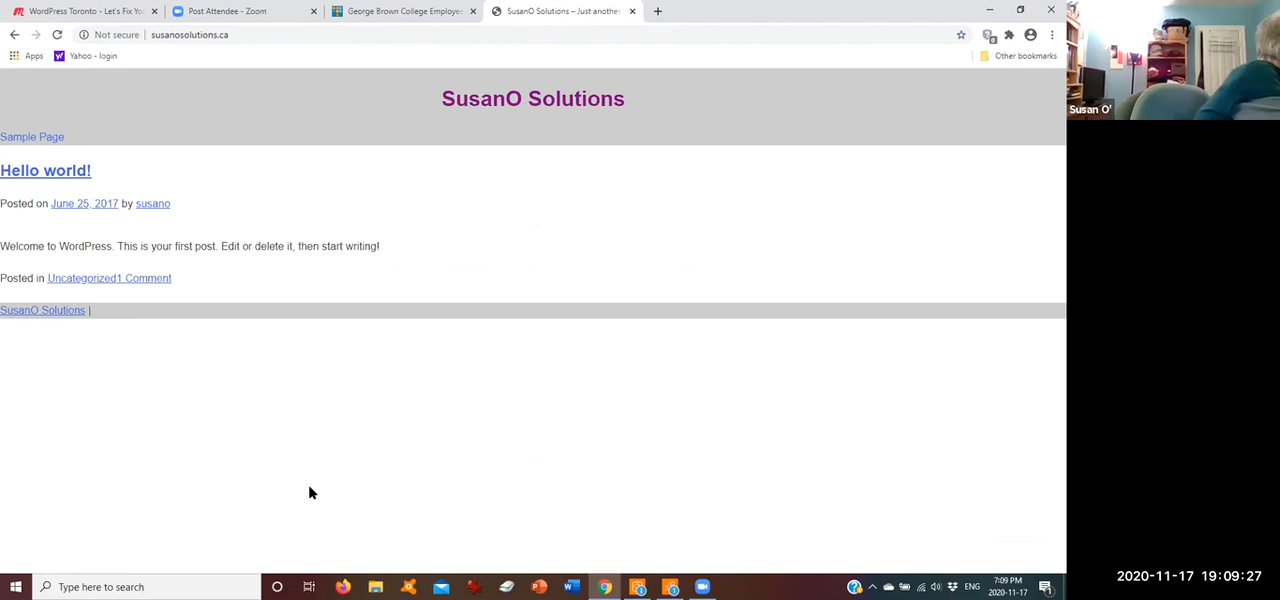 WordPress Toronto - Let's Fix Yo
Post Attendee - Zoom
George Brown College Employee
SusanO Solutions – Just another
Not secure | susanosolutions.ca
Apps
Yahoo - login
Other bookmarks
Susan O'
SusanO Solutions
Sample Page
Hello world!
Posted on June 25, 2017 by susano
Welcome to WordPress. This is your first post. Edit or delete it, then start writing!
Posted in Uncategorized1 Comment
SusanO Solutions |
Type here to search
ENG
7:09 PM
2020-11-17
2020-11-17 19:09:27